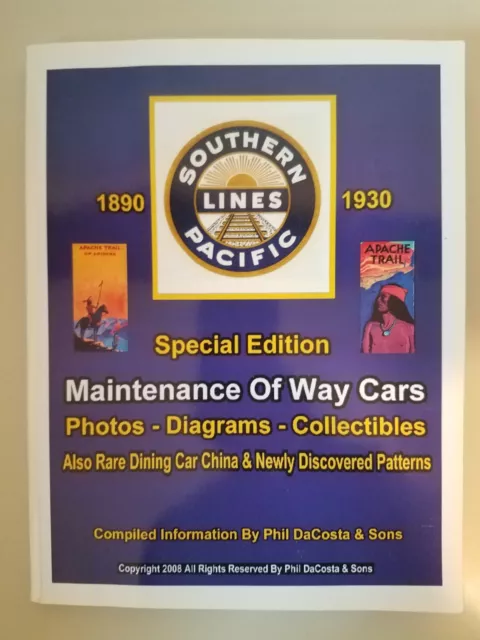 SOUTHERN
LINES
PACIFIC
1890
1930
APACHE TRAIL
APACHE
TRAIL
Special Edition
Maintenance Of Way Cars
Photos - Diagrams - Collectibles
Also Rare Dining Car China & Newly Discovered Patterns
Compiled Information By Phil DaCosta & Sons
Copyright 2008 All Rights Reserved By Phil DaCosta & Sons